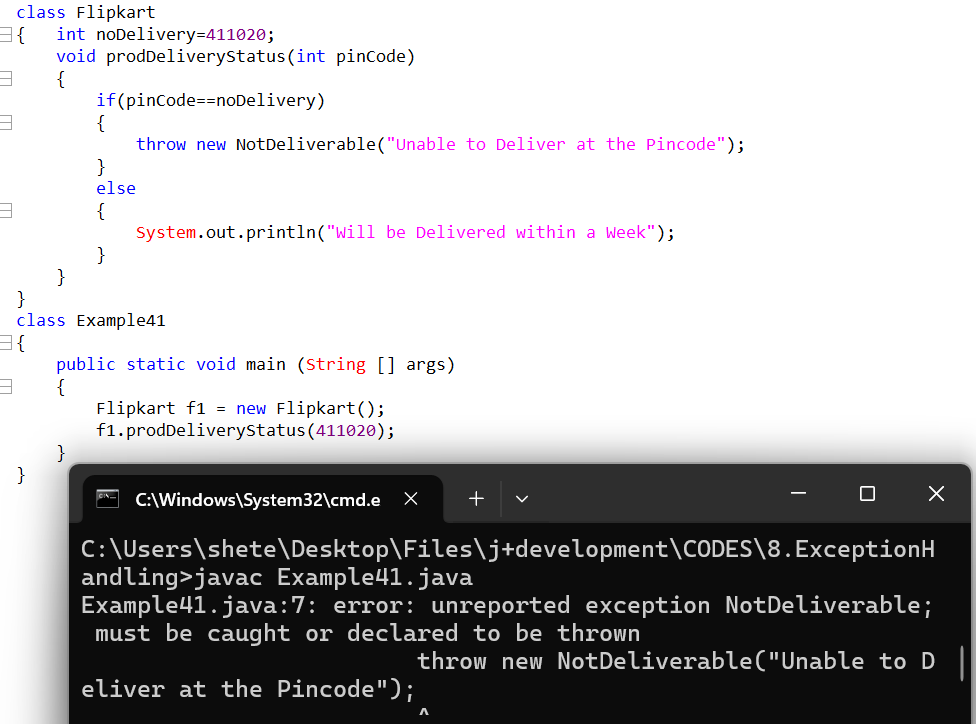 class Flipkart
{   int noDelivery=411020;
    void prodDeliveryStatus(int pinCode)
    {
        if(pinCode==noDelivery)
        {
            throw new NotDeliverable("Unable to Deliver at the Pincode");
        }
        else
        {
            System.out.println("Will be Delivered within a Week");
        }
    }
}
class Example41
{
    public static void main (String [] args)
    {
        Flipkart f1 = new Flipkart();
        f1.prodDeliveryStatus(411020);
    }
}
C:\Windows\System32\cmd.e
C:\Users\shete\Desktop\Files\j+development\CODES\8.ExceptionH
andling>javac Example41.java
Example41.java:7: error: unreported exception NotDeliverable;
 must be caught or declared to be thrown
                        throw new NotDeliverable("Unable to D
eliver at the Pincode");
                        ^